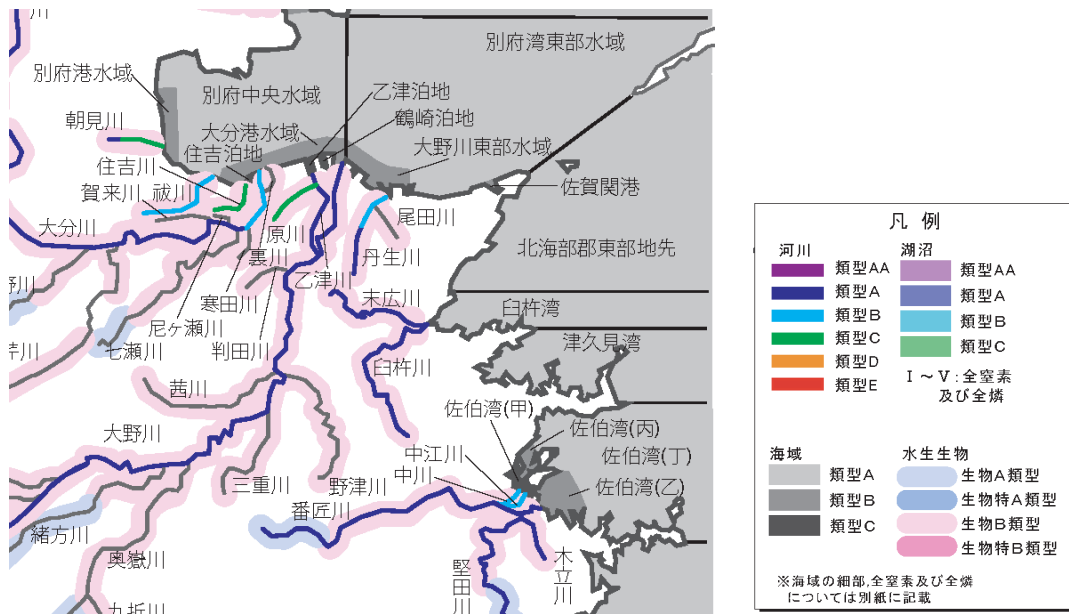 川
別府湾東部水域
別府港水域
別府中央水域
乙津泊地
鶴崎泊地
朝見川
大分港水域
住吉泊地
大野川東部水域
住吉川
賀来川
祓川
佐賀関港
大分川
尾田川
原川
裏川
丹生川
北海部郡東部地先
乙津川
野川
寒田川
末広川
尼ヶ瀬川
臼杵湾
七瀬川
判田川
津久見湾
芹川
臼杵川
茜川
佐伯湾(甲)
佐伯湾(丙)
大野川
中江川
佐伯湾(丁)
中川
佐伯湾(乙)
三重川
野津川
番匠川
緒方川
奥嶽川
木立川
堅田川
九折川
凡例
河川
湖沼
類型AA
類型AA
類型A
類型A
類型B
類型B
類型C
類型C
類型D
類型E
I～V:全窒素
及び全燐
海域
水生生物
類型A
生物A類型
類型B
生物特A類型
類型C
生物B類型
生物特B類型
※海域の細部,全窒素及び全燐
については別紙に記載